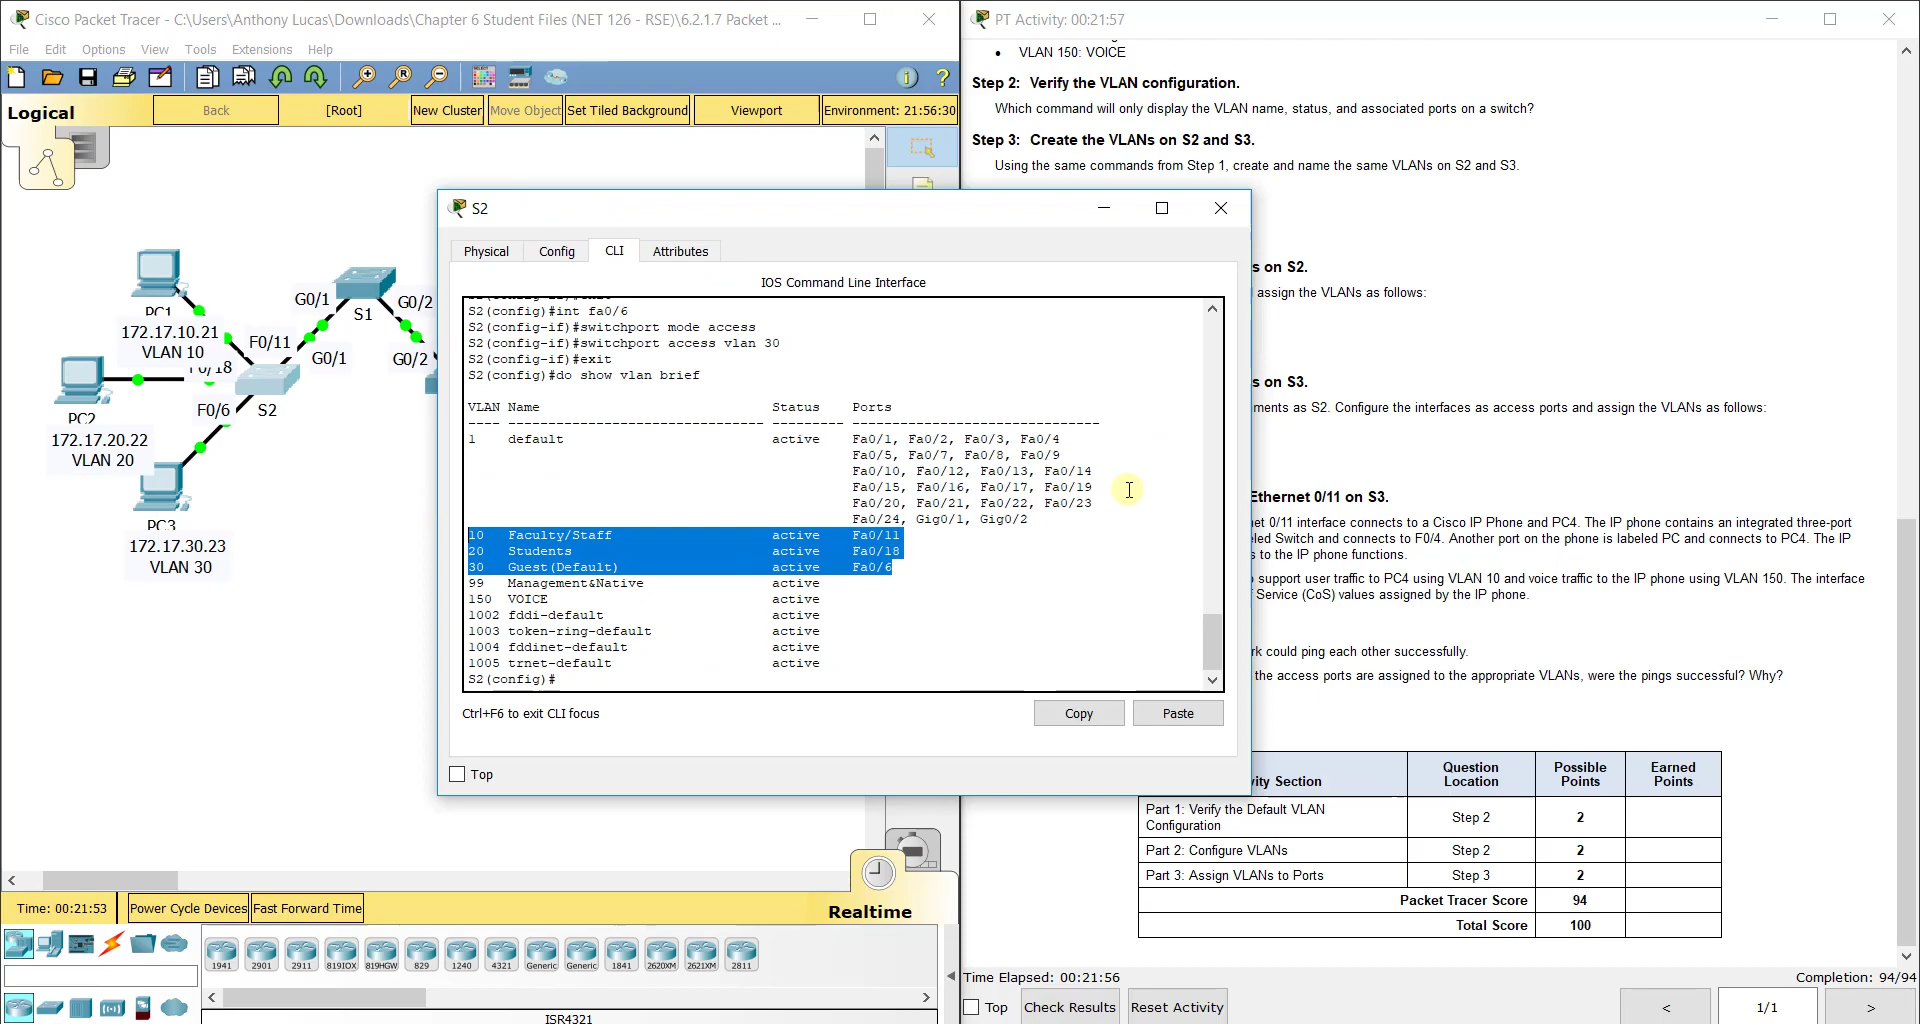 Cisco Packet Tracer - C:\Users\Anthony Lucas\Downloads\Chapter 6 Student Files (NET 126 - RSE)\6.2.1.7 Packet ...
File Edit Options View Tools Extensions Help
Logical
Back
[Root]
New Cluster
Move Object
Set Tiled Background
Viewport
Environment: 21:56:30
PC1
172.17.10.21
VLAN 10
PC2
172.17.20.22
VLAN 20
PC3
172.17.30.23
VLAN 30
G0/1
S1
G0/2
F0/11
G0/1
G0/2
F0/18
F0/6
S2
S2
Physical Config CLI Attributes
IOS Command Line Interface
S2(config-if)#exit
S2(config)#int fa0/6
S2(config-if)#switchport mode access
S2(config-if)#switchport access vlan 30
S2(config-if)#exit
S2(config)#do show vlan brief
VLAN Name Status Ports
---- -------------------------------- --------- -------------------------------
1 default active Fa0/1, Fa0/2, Fa0/3, Fa0/4
Fa0/5, Fa0/7, Fa0/8, Fa0/9
Fa0/10, Fa0/12, Fa0/13, Fa0/14
Fa0/15, Fa0/16, Fa0/17, Fa0/19
Fa0/20, Fa0/21, Fa0/22, Fa0/23
Fa0/24, Gig0/1, Gig0/2
10 Faculty/Staff active Fa0/11
20 Students active Fa0/18
30 Guest(Default) active Fa0/6
99 Management&Native active
150 VOICE active
1002 fddi-default active
1003 token-ring-default active
1004 fddinet-default active
1005 trnet-default active
S2(config)#
Ctrl+F6 to exit CLI focus
Copy
Paste
Top
Time: 00:21:53
Power Cycle Devices
Fast Forward Time
Realtime
1941 2901 2911 819IOX 819HGW 829 1240 4321 Generic Generic 1841 2620XM 2621XM 2811
ISR4321
PT Activity: 00:21:57
• VLAN 150: VOICE
Step 2: Verify the VLAN configuration.
Which command will only display the VLAN name, status, and associated ports on a switch?
Step 3: Create the VLANs on S2 and S3.
Using the same commands from Step 1, create and name the same VLANs on S2 and S3.
s on S2.
assign the VLANs as follows:
s on S3.
ments as S2. Configure the interfaces as access ports and assign the VLANs as follows:
Ethernet 0/11 on S3.
et 0/11 interface connects to a Cisco IP Phone and PC4. The IP phone contains an integrated three-port
led Switch and connects to F0/4. Another port on the phone is labeled PC and connects to PC4. The IP
s to the IP phone functions.
support user traffic to PC4 using VLAN 10 and voice traffic to the IP phone using VLAN 150. The interface
f Service (CoS) values assigned by the IP phone.
rk could ping each other successfully.
the access ports are assigned to the appropriate VLANs, were the pings successful? Why?
vity Section
Question Location
Possible Points
Earned Points
Part 1: Verify the Default VLAN Configuration Step 2 2
Part 2: Configure VLANs Step 2 2
Part 3: Assign VLANs to Ports Step 3 2
Packet Tracer Score 94
Total Score 100
Time Elapsed: 00:21:56
Completion: 94/94
Top
Check Results
Reset Activity
<
1/1
>